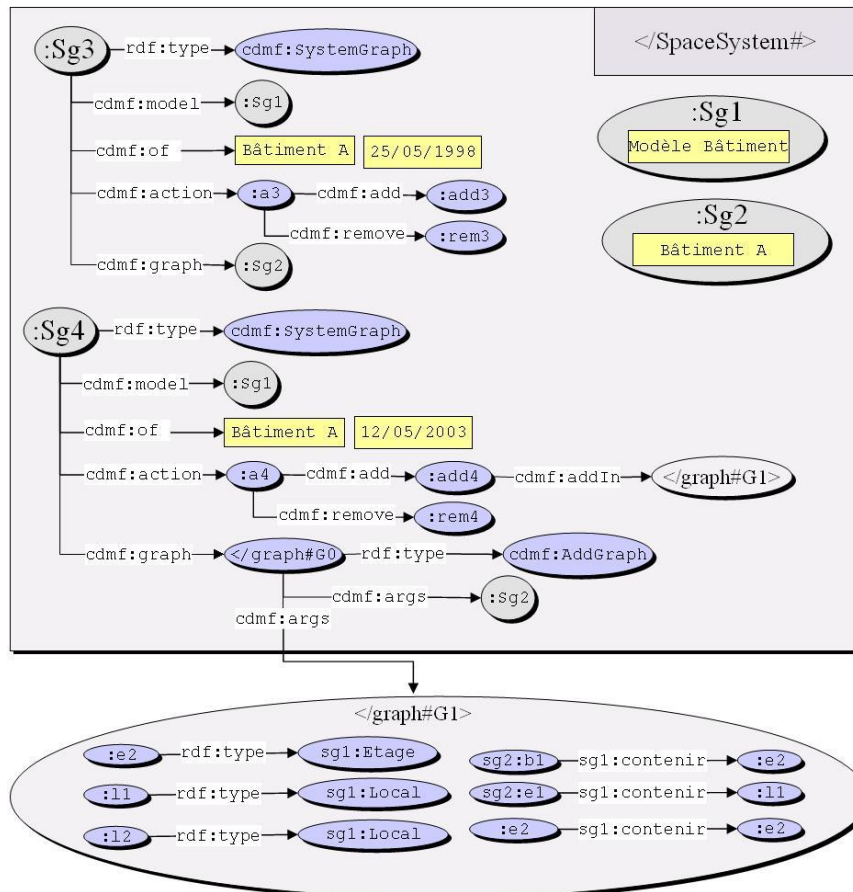 </SpaceSystem#>
:Sg3 rdf:type cdmf:SystemGraph
cdmf:model :Sg1
cdmf:of Bâtiment A 25/05/1998
cdmf:action :a3 cdmf:add :add3
cdmf:remove :rem3
cdmf:graph :Sg2
:Sg1
Modèle Bâtiment
:Sg2
Bâtiment A
:Sg4 rdf:type cdmf:SystemGraph
cdmf:model :Sg1
cdmf:of Bâtiment A 12/05/2003
cdmf:action :a4 cdmf:add :add4 cdmf:addIn </graph#G1>
cdmf:remove :rem4
cdmf:graph </graph#G0 rdf:type cdmf:AddGraph
cdmf:args :Sg2
cdmf:args
</graph#G1>
:e2 rdf:type sg1:Etage
:l1 rdf:type sg1:Local
:l2 rdf:type sg1:Local
sg2:b1 sg1:contenir :e2
sg2:e1 sg1:contenir :l1
:e2 sg1:contenir :e2